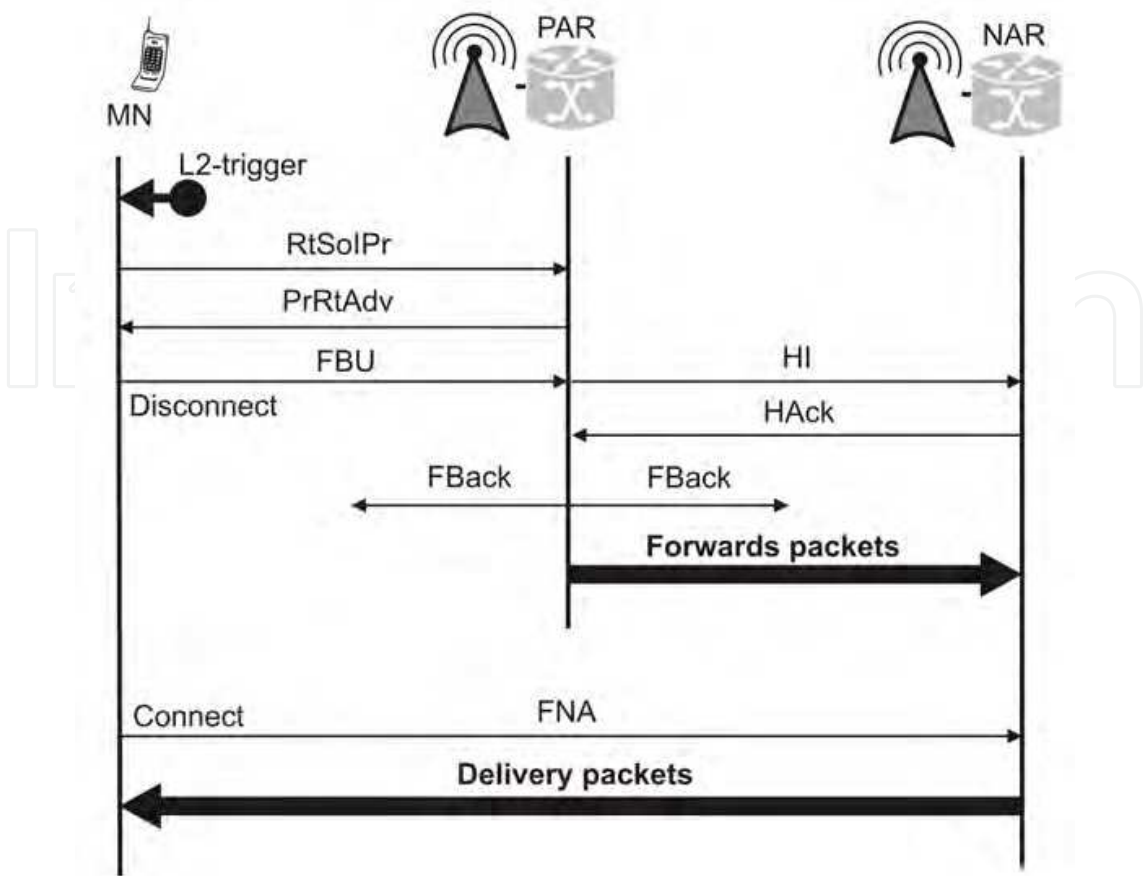 PAR
NAR
MN
L2-trigger
RtSolPr
PrRtAdv
FBU
HI
Disconnect
HAck
FBack
FBack
Forwards packets
Connect
FNA
Delivery packets